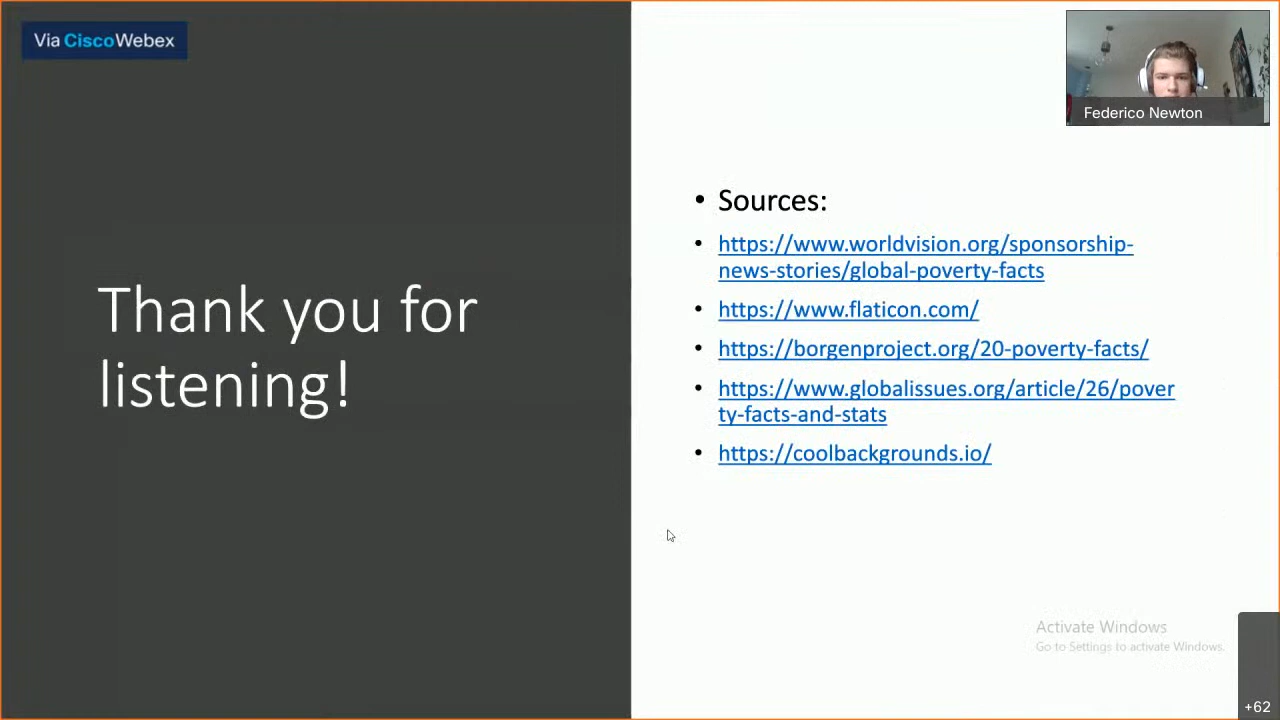 Via CiscoWebex
Federico Newton
Thank you for
listening!
• Sources:
• https://www.worldvision.org/sponsorship-
news-stories/global-poverty-facts
• https://www.flaticon.com/
• https://borgenproject.org/20-poverty-facts/
• https://www.globalissues.org/article/26/pover
ty-facts-and-stats
• https://coolbackgrounds.io/
Activate Windows
Go to Settings to activate Windows.
+62